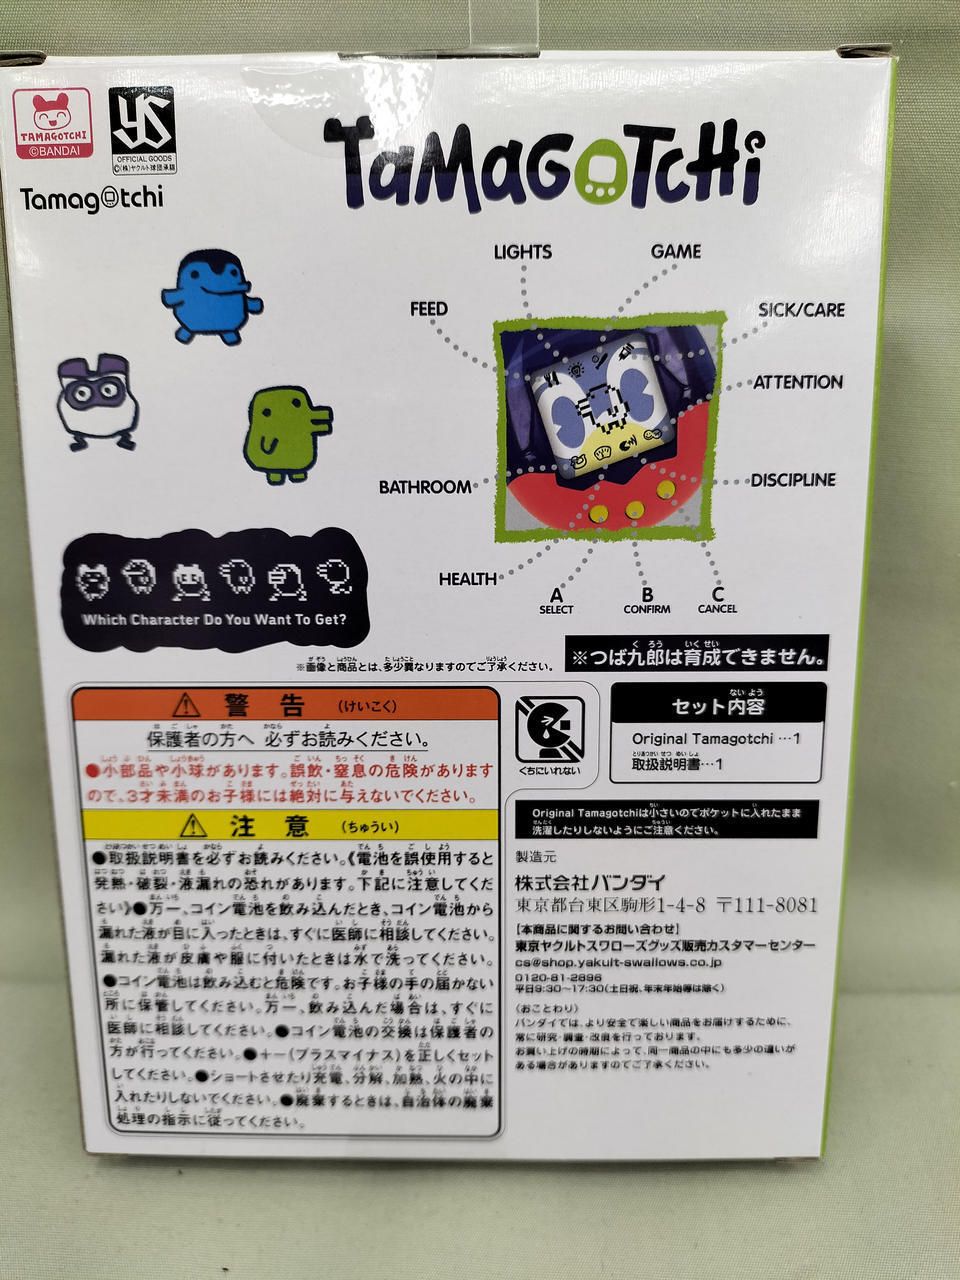 TAMAGOTCHI
©BANDAI
YS
OFFICIAL GOODS
©(株)ヤクルト球団承認
Tamagotchi
TaMaGoTcHi
LIGHTS
GAME
FEED
SICK/CARE
ATTENTION
BATHROOM
DISCIPLINE
HEALTH
A
SELECT
B
CONFIRM
C
CANCEL
Which Character Do You Want To Get?
※画像と商品とは、多少異なりますのでご了承ください。
※つば九郎は育成できません。
警告(けいこく)
保護者の方へ 必ずお読みください。
●小部品や小球があります。誤飲・窒息の危険があります
ので、3才未満のお子様には絶対に与えないでください。
注意(ちゅうい)
●取扱説明書を必ずお読みください。《電池を誤使用すると
発熱・破裂・液漏れの恐れがあります。下記に注意してくだ
さい》●万一、コイン電池を飲み込んだとき、コイン電池から
漏れた液が目に入ったときは、すぐに医師に相談してください。
漏れた液が皮膚や服に付いたときは水で洗ってください。
●コイン電池は飲み込むと危険です。お子様の手の届かない
所に保管してください。万一、飲み込んだ場合は、すぐに
医師に相談してください。●コイン電池の交換は保護者の
方が行ってください。●+-(プラスマイナス)を正しくセット
してください。●ショートさせたり充電、分解、加熱、火の中に
入れたりしないでください。●廃棄するときは、自治体の廃棄
処理の指示に従ってください。
くちにいれない
セット内容
Original Tamagotchi …1
取扱説明書…1
Original Tamagotchiは小さいのでポケットに入れたまま
洗濯したりしないようにご注意ください。
製造元
株式会社バンダイ
東京都台東区駒形1-4-8 〒111-8081
【本商品に関するお問い合わせ】
東京ヤクルトスワローズグッズ販売カスタマーセンター
cs@shop.yakult-swallows.co.jp
0120-81-2896
平日9:30~17:30(土日祝、年末年始等は除く)
〈おことわり〉
バンダイでは、より安全で楽しい商品をお届けするために、
常に研究・調査・改良を行っております。
お買い上げの時期によって、同一商品の中にも多少の違いが
ある場合がありますのでご了承ください。